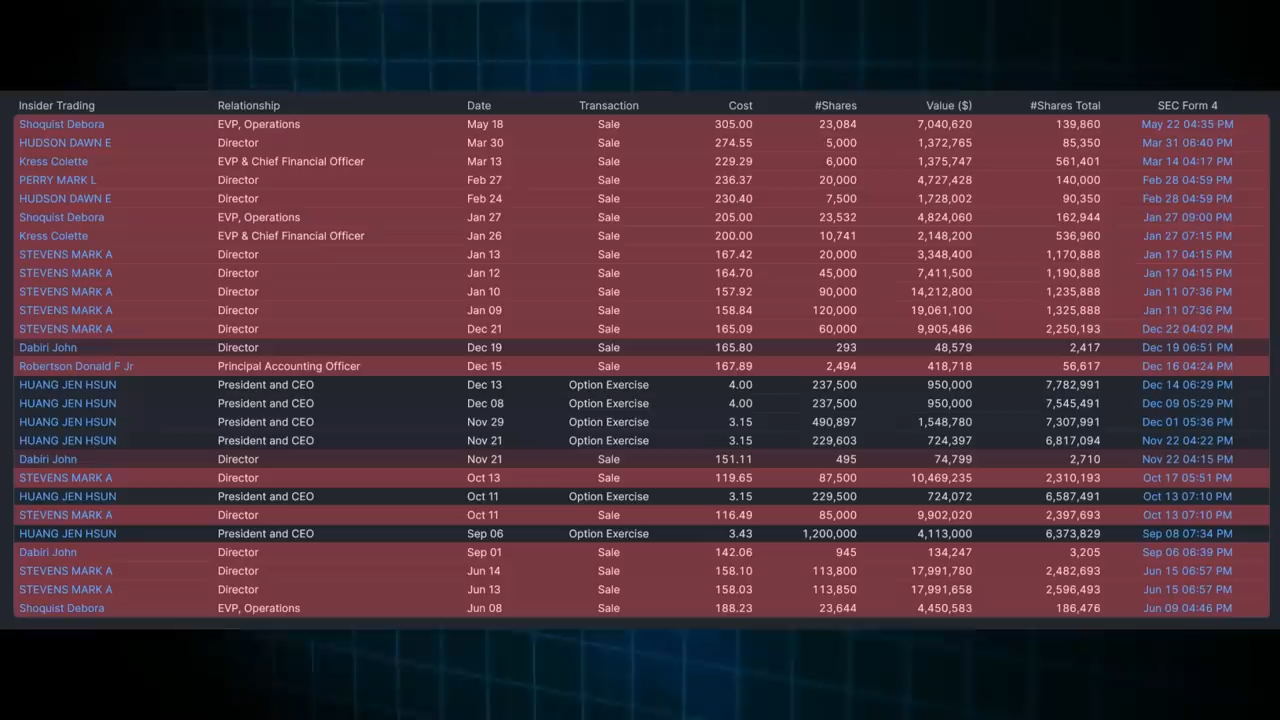 Insider Trading Relationship Date Transaction Cost #Shares Value ($) #Shares Total SEC Form 4
Shoquist Debora EVP, Operations May 18 Sale 305.00 23,084 7,040,620 139,860 May 22 04:35 PM
HUDSON DAWN E Director Mar 30 Sale 274.55 5,000 1,372,765 85,350 Mar 31 06:40 PM
Kress Colette EVP & Chief Financial Officer Mar 13 Sale 229.29 6,000 1,375,747 561,401 Mar 14 04:17 PM
PERRY MARK L Director Feb 27 Sale 236.37 20,000 4,727,428 140,000 Feb 28 04:59 PM
HUDSON DAWN E Director Feb 24 Sale 230.40 7,500 1,728,002 90,350 Feb 28 04:59 PM
Shoquist Debora EVP, Operations Jan 27 Sale 205.00 23,532 4,824,060 162,944 Jan 27 09:00 PM
Kress Colette EVP & Chief Financial Officer Jan 26 Sale 200.00 10,741 2,148,200 536,960 Jan 27 07:15 PM
STEVENS MARK A Director Jan 13 Sale 167.42 20,000 3,348,400 1,170,888 Jan 17 04:15 PM
STEVENS MARK A Director Jan 12 Sale 164.70 45,000 7,411,500 1,190,888 Jan 17 04:15 PM
STEVENS MARK A Director Jan 10 Sale 157.92 90,000 14,212,800 1,235,888 Jan 11 07:36 PM
STEVENS MARK A Director Jan 09 Sale 158.84 120,000 19,061,100 1,325,888 Jan 11 07:36 PM
STEVENS MARK A Director Dec 21 Sale 165.09 60,000 9,905,486 2,250,193 Dec 22 04:02 PM
Dabiri John Director Dec 19 Sale 165.80 293 48,579 2,417 Dec 19 06:51 PM
Robertson Donald F Jr Principal Accounting Officer Dec 15 Sale 167.89 2,494 418,718 56,617 Dec 16 04:24 PM
HUANG JEN HSUN President and CEO Dec 13 Option Exercise 4.00 237,500 950,000 7,782,991 Dec 14 06:29 PM
HUANG JEN HSUN President and CEO Dec 08 Option Exercise 4.00 237,500 950,000 7,545,491 Dec 09 05:29 PM
HUANG JEN HSUN President and CEO Nov 29 Option Exercise 3.15 490,897 1,548,780 7,307,991 Dec 01 05:36 PM
HUANG JEN HSUN President and CEO Nov 21 Option Exercise 3.15 229,603 724,397 6,817,094 Nov 22 04:22 PM
Dabiri John Director Nov 21 Sale 151.11 495 74,799 2,710 Nov 22 04:15 PM
STEVENS MARK A Director Oct 13 Sale 119.65 87,500 10,469,235 2,310,193 Oct 17 05:51 PM
HUANG JEN HSUN President and CEO Oct 11 Option Exercise 3.15 229,500 724,072 6,587,491 Oct 13 07:10 PM
STEVENS MARK A Director Oct 11 Sale 116.49 85,000 9,902,020 2,397,693 Oct 13 07:10 PM
HUANG JEN HSUN President and CEO Sep 06 Option Exercise 3.43 1,200,000 4,113,000 6,373,829 Sep 08 07:34 PM
Dabiri John Director Sep 01 Sale 142.06 945 134,247 3,205 Sep 06 06:39 PM
STEVENS MARK A Director Jun 14 Sale 158.10 113,800 17,991,780 2,482,693 Jun 15 06:57 PM
STEVENS MARK A Director Jun 13 Sale 158.03 113,850 17,991,658 2,596,493 Jun 15 06:57 PM
Shoquist Debora EVP, Operations Jun 08 Sale 188.23 23,644 4,450,583 186,476 Jun 09 04:46 PM